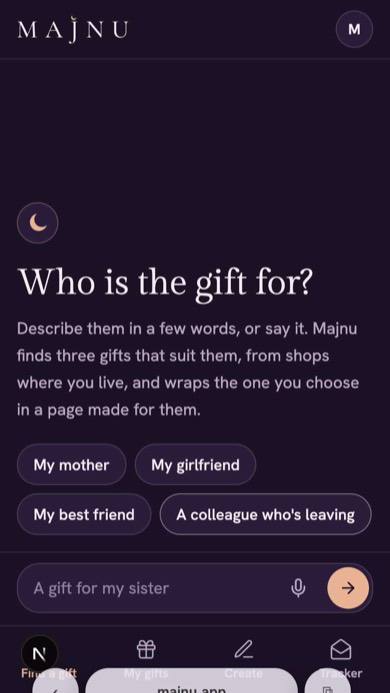 MAJNU
M
Who is the gift for?
Describe them in a few words, or say it. Majnu
finds three gifts that suit them, from shops
where you live, and wraps the one you choose
in a page made for them.
My mother
My girlfriend
My best friend
A colleague who's leaving
A gift for my sister
N
Find a gift
My gifts
Create
Tracker
majnu.app